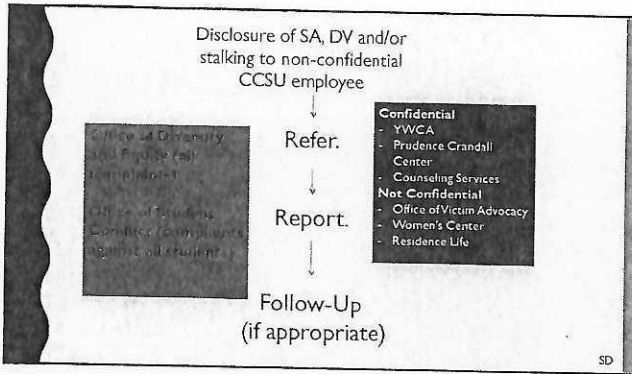 Disclosure of SA, DV and/or
stalking to non-confidential
CCSU employee
Refer.
Report.
Follow-Up
(if appropriate)
Office of Diversity
and Equity (all
complaints)
Office of Student
Conduct (complaints
against all students)
Confidential
- YWCA
- Prudence Crandall
Center
- Counseling Services
Not Confidential
- Office of Victim Advocacy
- Women's Center
- Residence Life
SD